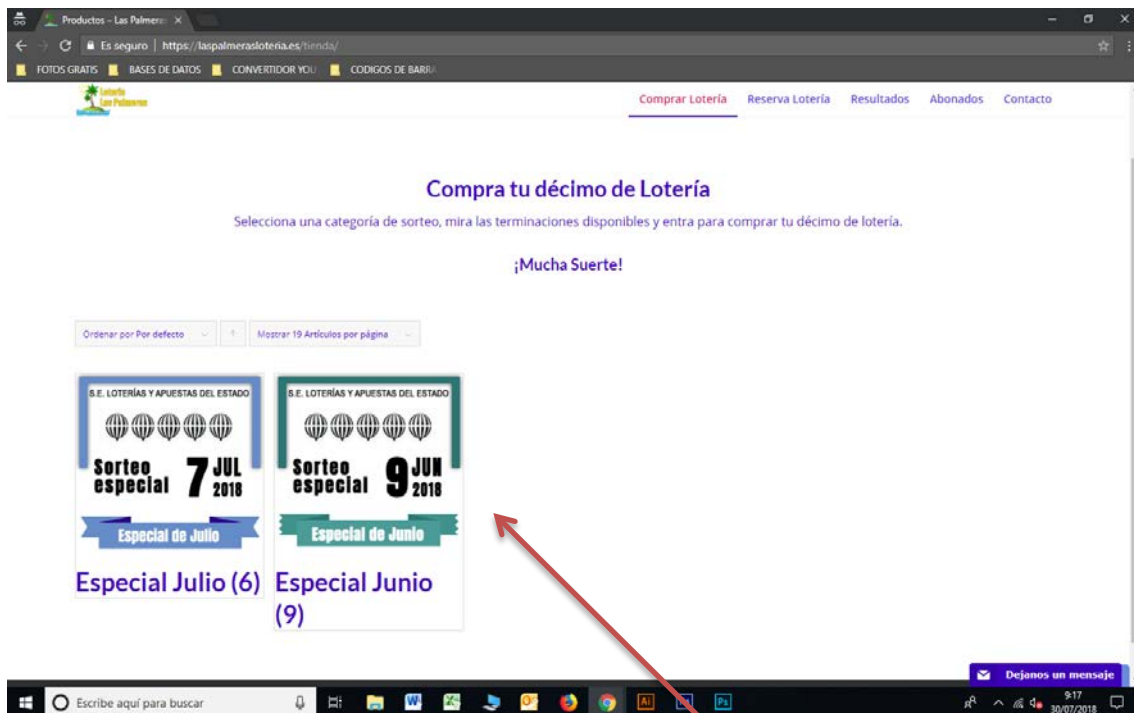 Productos – Las Palmeras
Es seguro | https://laspalmerasloteria.es/tienda/
FOTOS GRATIS BASES DE DATOS CONVERTIDOR YOU CODIGOS DE BARRA
Lotería
Las Palmeras
Comprar Lotería Reserva Lotería Resultados Abonados Contacto
Compra tu décimo de Lotería
Selecciona una categoría de sorteo, mira las terminaciones disponibles y entra para comprar tu décimo de lotería.
¡Mucha Suerte!
Ordenar por Por defecto Mostrar 19 Artículos por página
S.E. LOTERÍAS Y APUESTAS DEL ESTADO
Sorteo especial 7 JUL 2018
Especial de Julio
Especial Julio (6)
S.E. LOTERÍAS Y APUESTAS DEL ESTADO
Sorteo especial 9 JUN 2018
Especial de Junio
Especial Junio
(9)
Dejanos un mensaje
Escribe aquí para buscar
Ai
Ps
9:17
30/07/2018